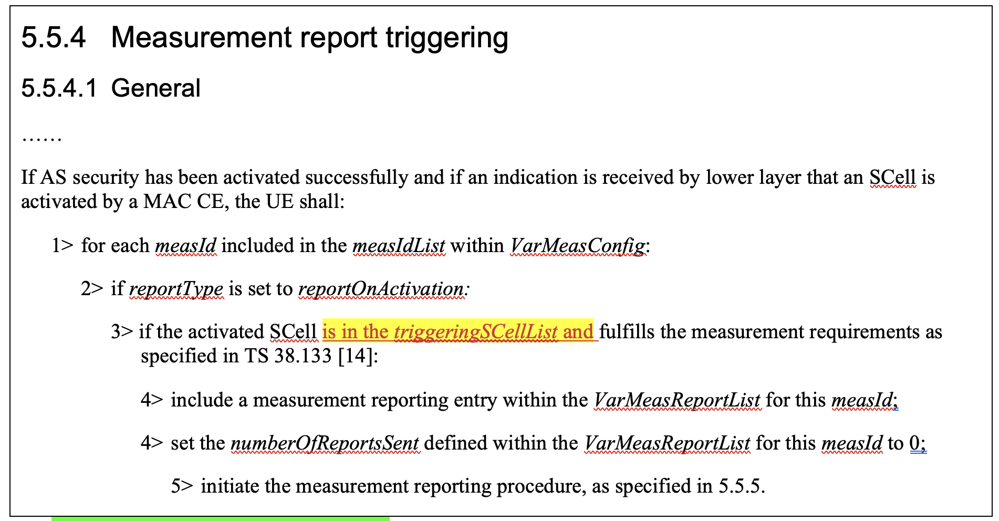 5.5.4 Measurement report triggering
5.5.4.1 General
……
If AS security has been activated successfully and if an indication is received by lower layer that an SCell is
activated by a MAC CE, the UE shall:
1> for each measId included in the measIdList within VarMeasConfig:
2> if reportType is set to reportOnActivation:
3> if the activated SCell is in the triggeringSCellList and fulfills the measurement requirements as
specified in TS 38.133 [14]:
4> include a measurement reporting entry within the VarMeasReportList for this measId;
4> set the numberOfReportsSent defined within the VarMeasReportList for this measId to 0;
5> initiate the measurement reporting procedure, as specified in 5.5.5.